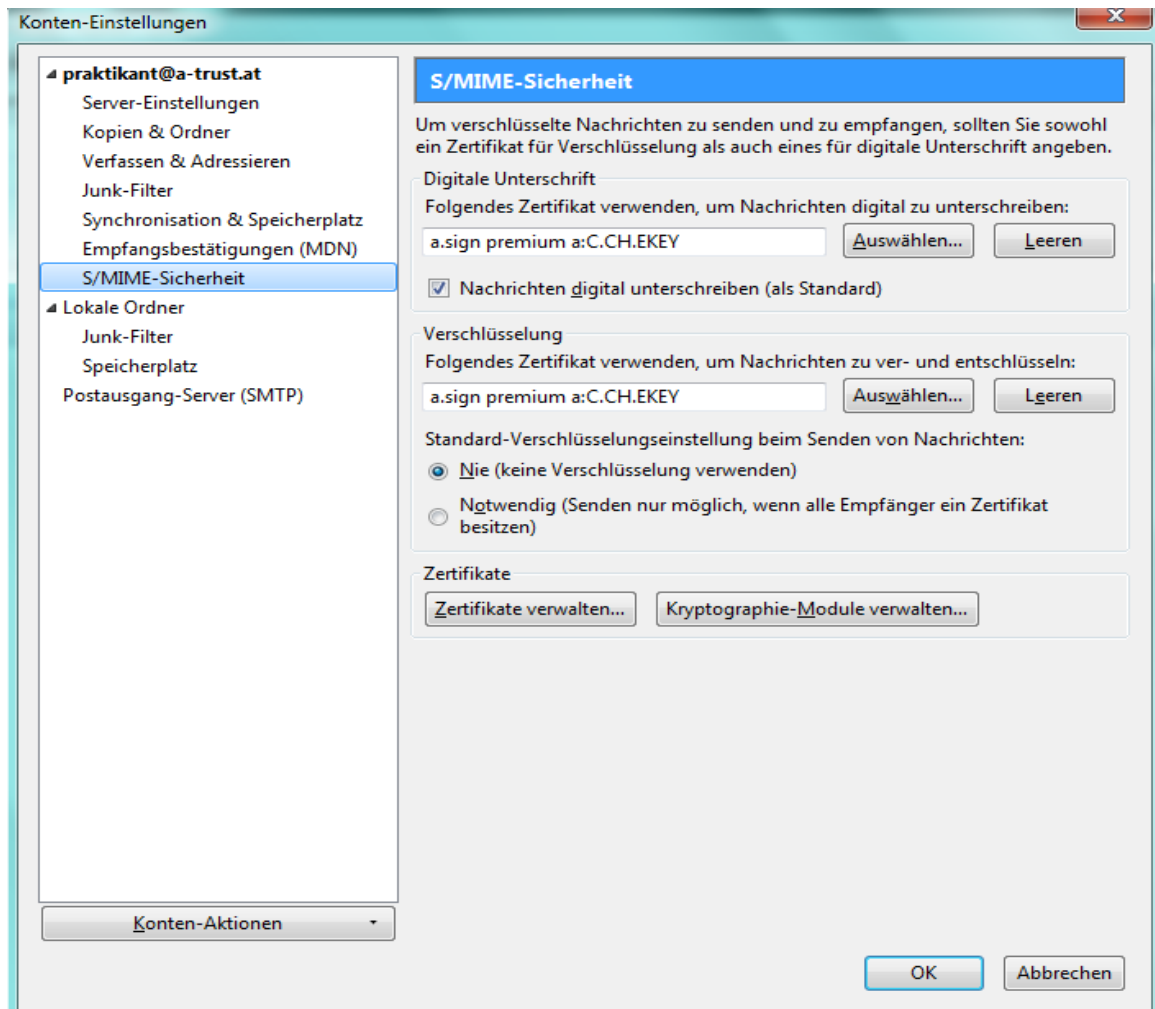 Konten-Einstellungen
praktikant@a-trust.at
Server-Einstellungen
Kopien & Ordner
Verfassen & Adressieren
Junk-Filter
Synchronisation & Speicherplatz
Empfangsbestätigungen (MDN)
S/MIME-Sicherheit
Lokale Ordner
Junk-Filter
Speicherplatz
Postausgang-Server (SMTP)
Konten-Aktionen
S/MIME-Sicherheit
Um verschlüsselte Nachrichten zu senden und zu empfangen, sollten Sie sowohl
ein Zertifikat für Verschlüsselung als auch eines für digitale Unterschrift angeben.
Digitale Unterschrift
Folgendes Zertifikat verwenden, um Nachrichten digital zu unterschreiben:
a.sign premium a:C.CH.EKEY Auswählen... Leeren
Nachrichten digital unterschreiben (als Standard)
Verschlüsselung
Folgendes Zertifikat verwenden, um Nachrichten zu ver- und entschlüsseln:
a.sign premium a:C.CH.EKEY Auswählen... Leeren
Standard-Verschlüsselungseinstellung beim Senden von Nachrichten:
Nie (keine Verschlüsselung verwenden)
Notwendig (Senden nur möglich, wenn alle Empfänger ein Zertifikat
besitzen)
Zertifikate
Zertifikate verwalten... Kryptographie-Module verwalten...
OK Abbrechen